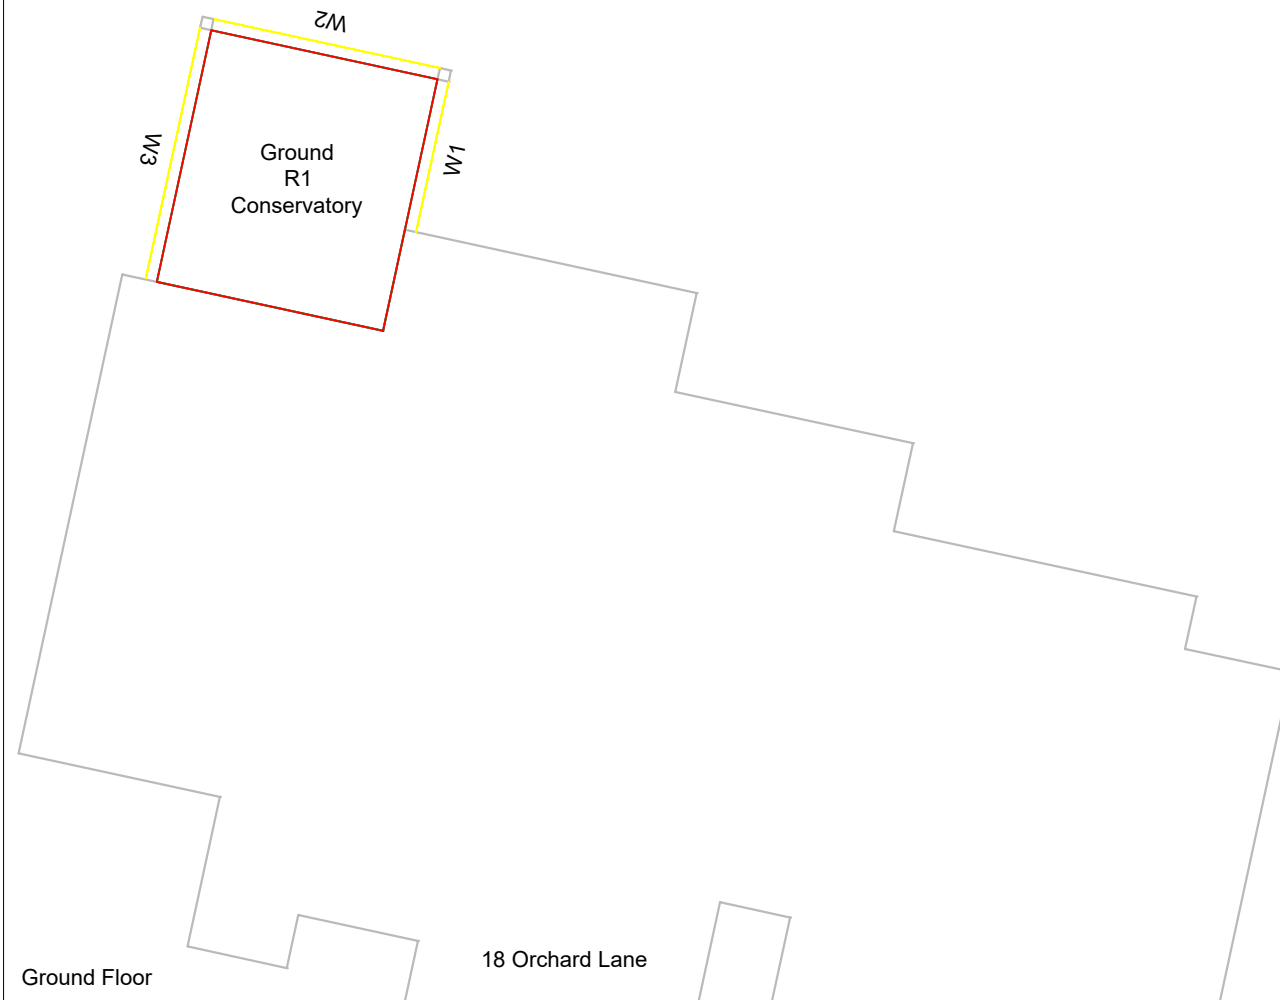 W2
W3
W1
Ground
R1
Conservatory
18 Orchard Lane
Ground Floor